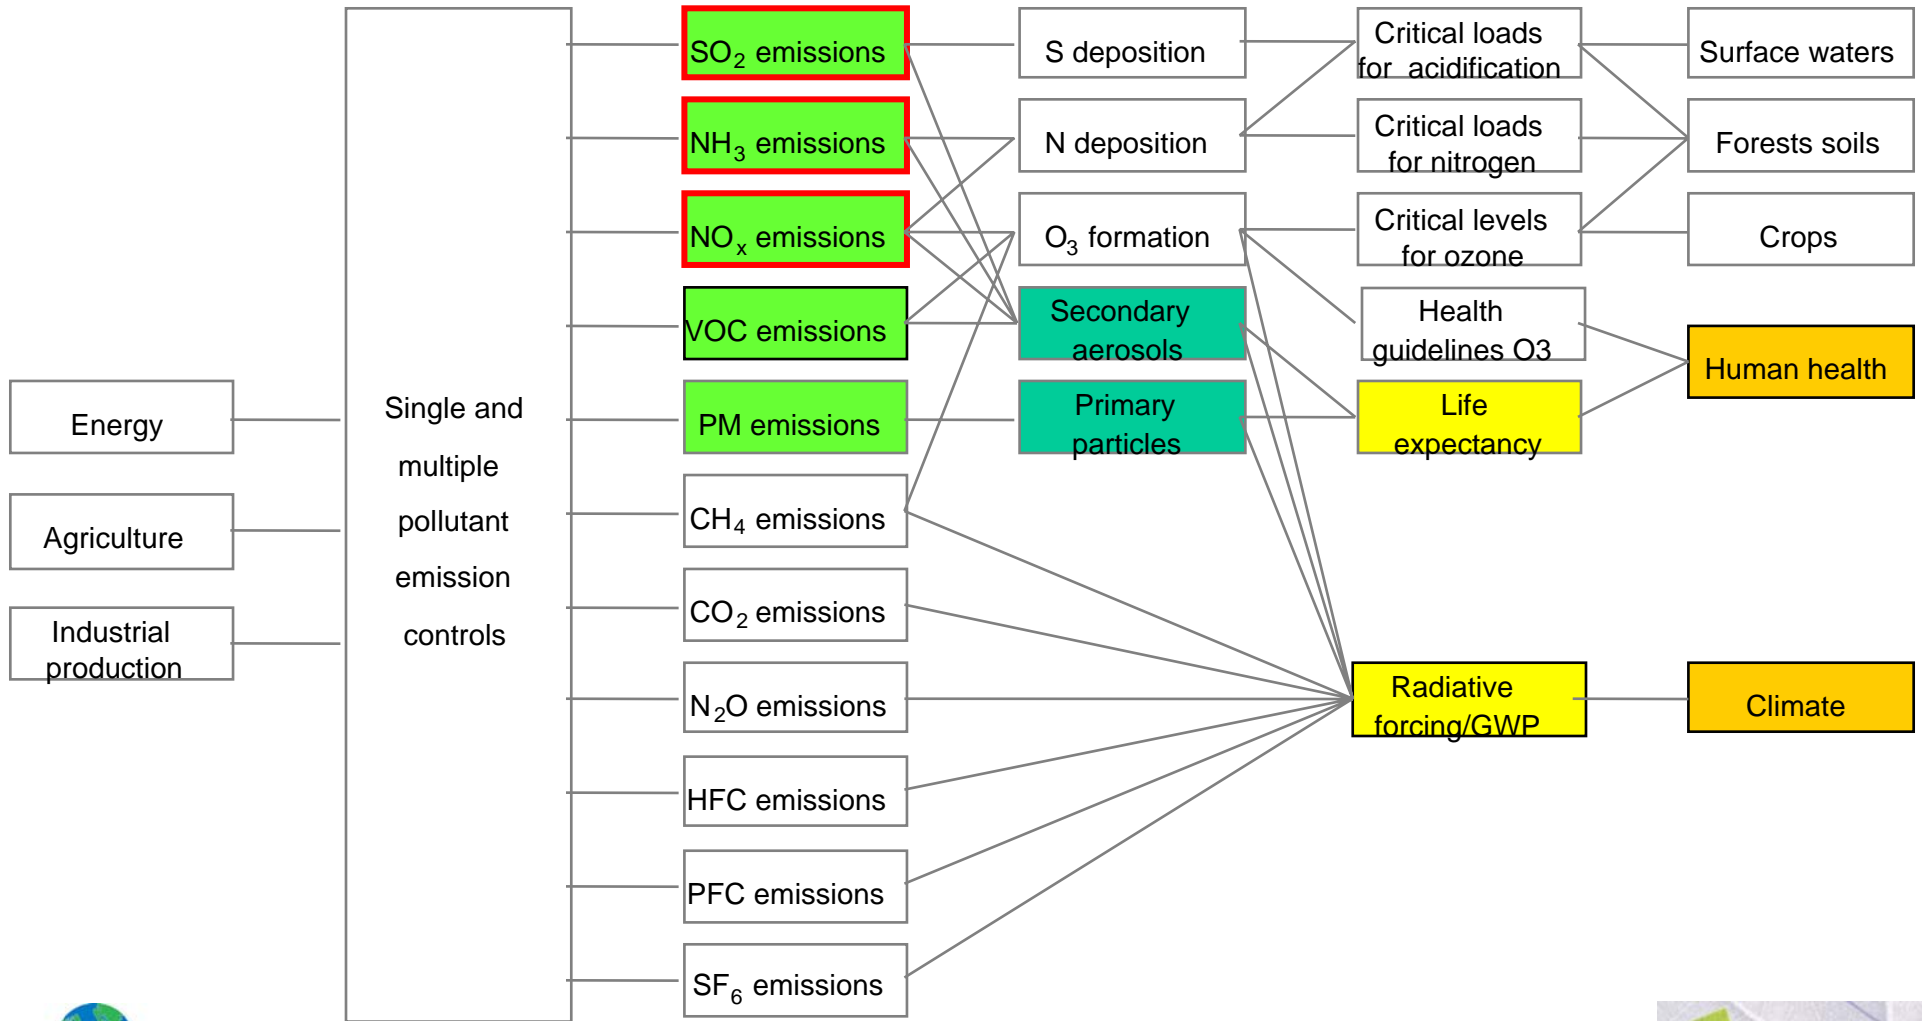 Energy
Agriculture
Industrial
production
Single and
multiple
pollutant
emission
controls
SO2 emissions
NH3 emissions
NOx emissions
VOC emissions
PM emissions
CH4 emissions
CO2 emissions
N2O emissions
HFC emissions
PFC emissions
SF6 emissions
S deposition
N deposition
O3 formation
Secondary
aerosols
Primary
particles
Critical loads
for acidification
Critical loads
for nitrogen
Critical levels
for ozone
Health
guidelines O3
Life
expectancy
Radiative
forcing/GWP
Surface waters
Forests soils
Crops
Human health
Climate